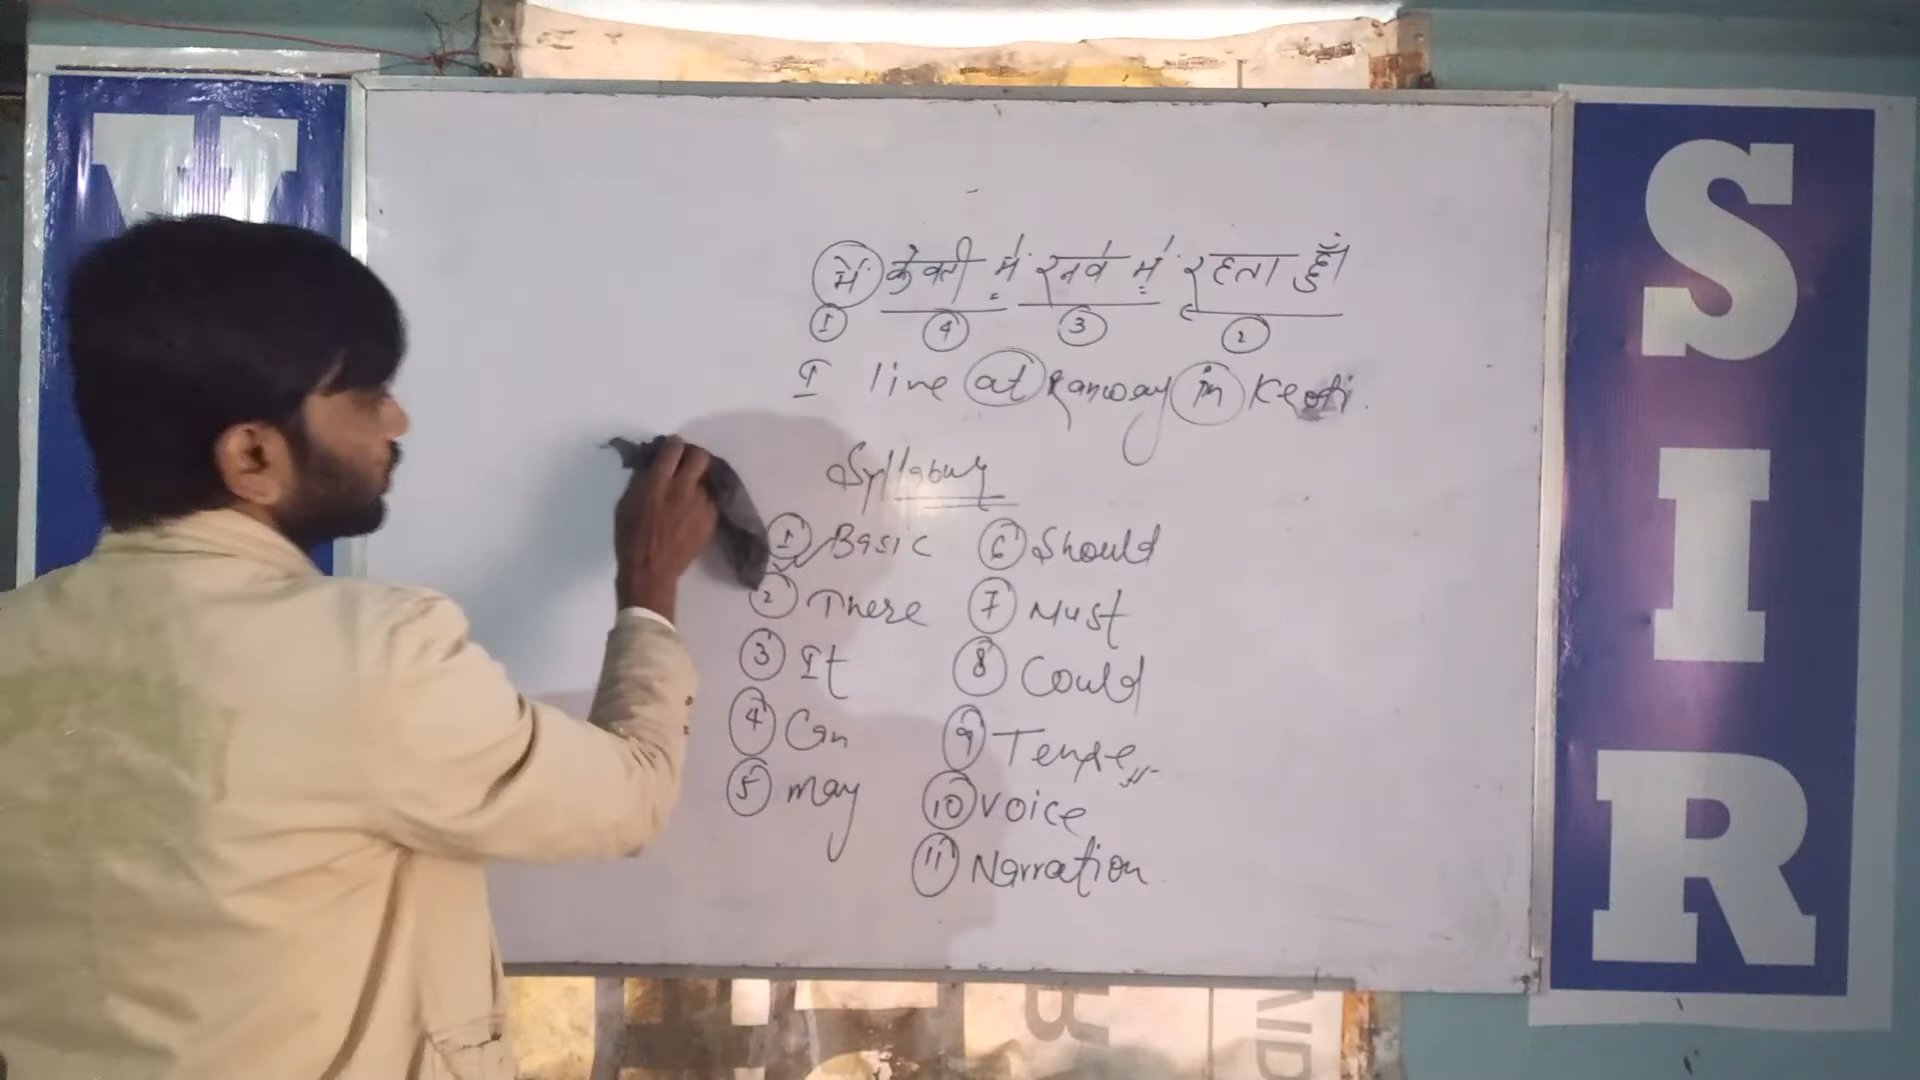 मैं केवटी में रनवे में रहता हूँ।
1 4 3 2
I live at Ranway in Keoti.
Syllabus
1 Basic
2 There
3 It
4 Can
5 may
6 Should
7 Must
8 Could
9 Tense
10 Voice
11 Narration
SIR